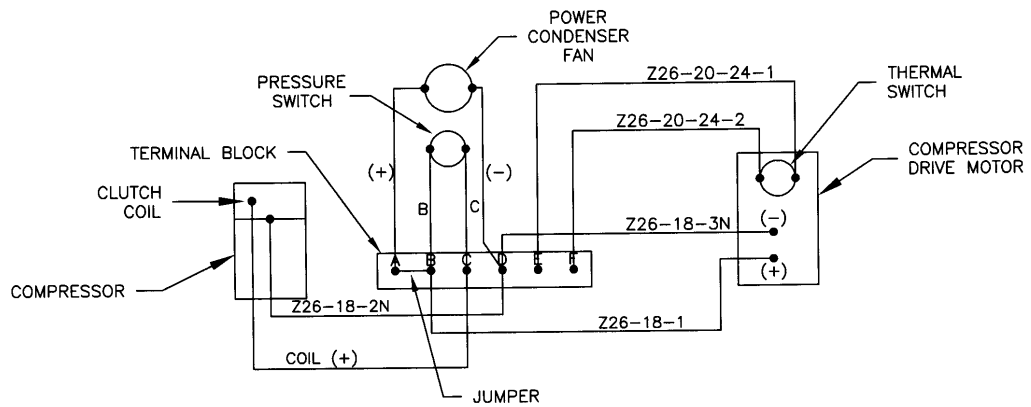 POWER
CONDENSER
FAN
Z26-20-24-1
THERMAL
SWITCH
PRESSURE
SWITCH
Z26-20-24-2
TERMINAL BLOCK
(+)
(-)
COMPRESSOR
DRIVE MOTOR
CLUTCH
COIL
B
C
Z26-18-3N
(-)
A B C D E F
(+)
COMPRESSOR
Z26-18-2N
Z26-18-1
COIL (+)
JUMPER